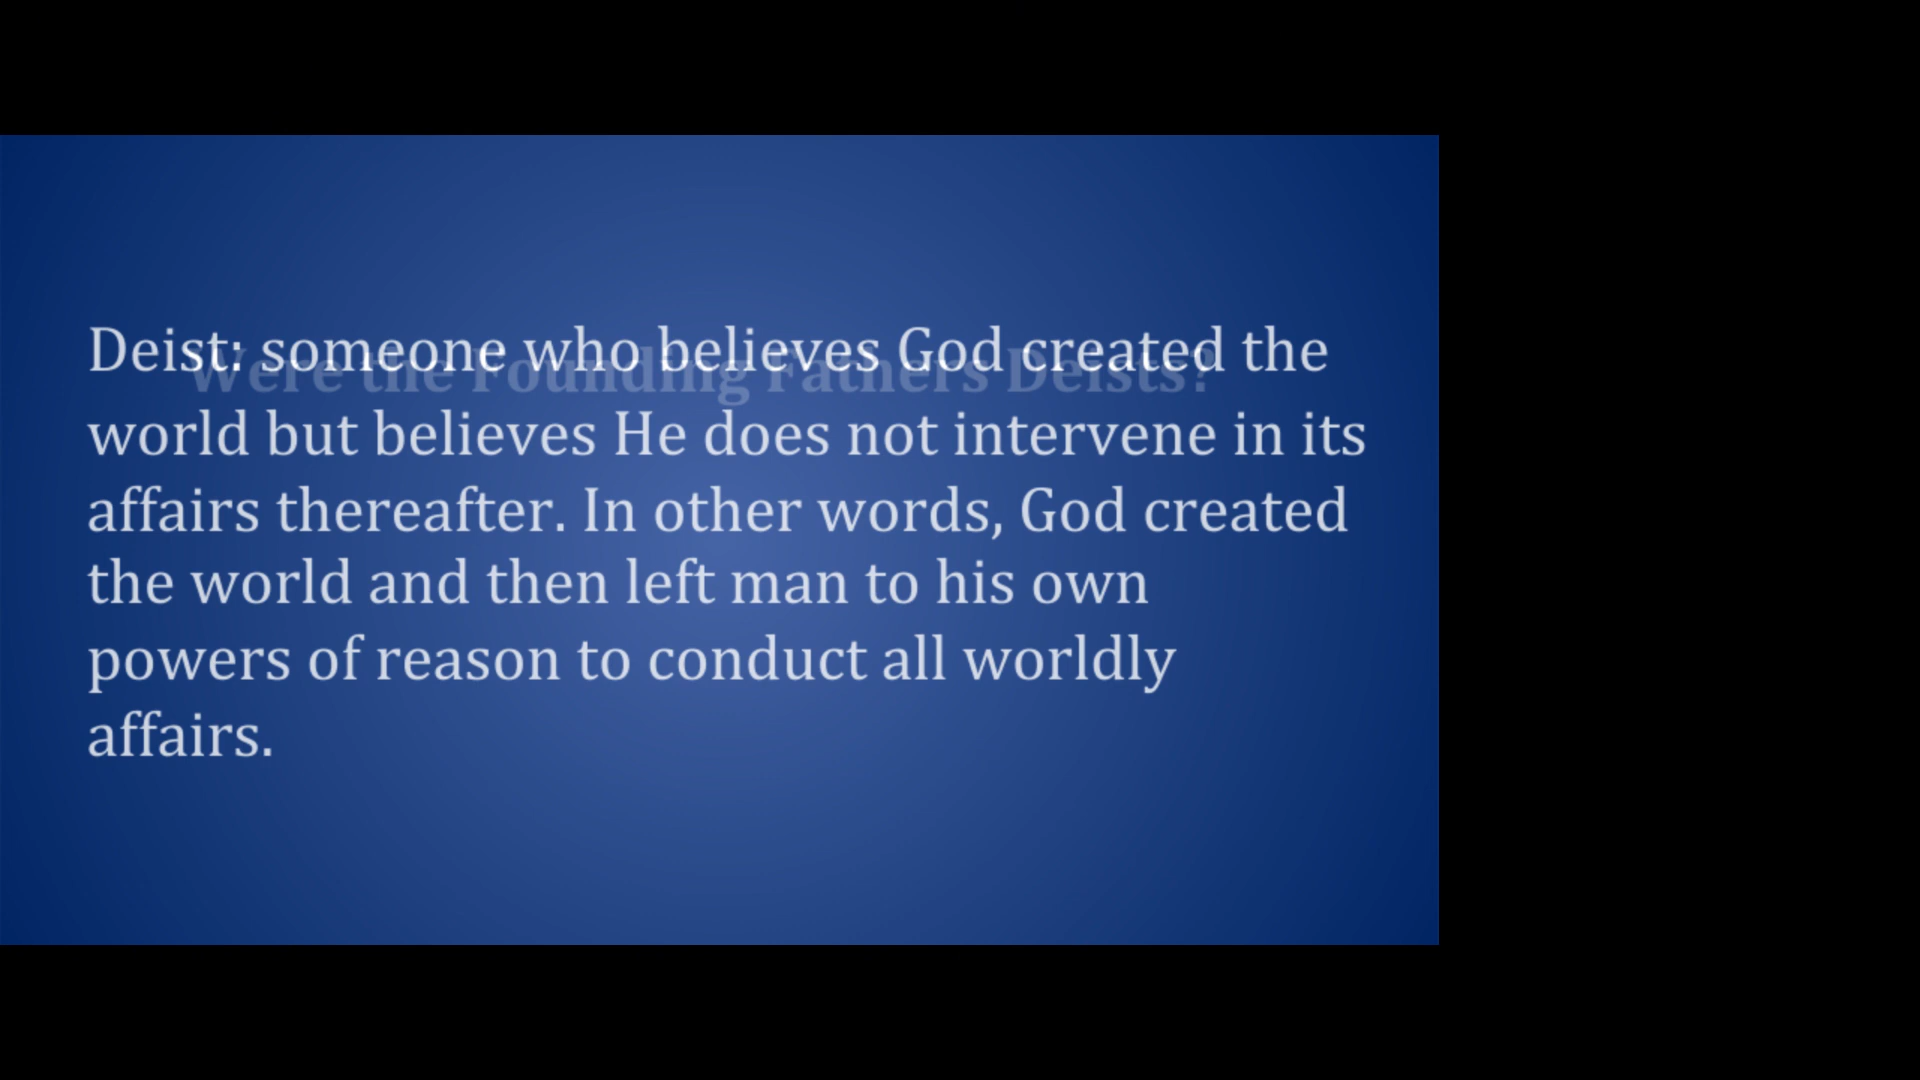 Deist: someone who believes God created the
Were the Founding Fathers Deists?
world but believes He does not intervene in its
affairs thereafter. In other words, God created
the world and then left man to his own
powers of reason to conduct all worldly
affairs.